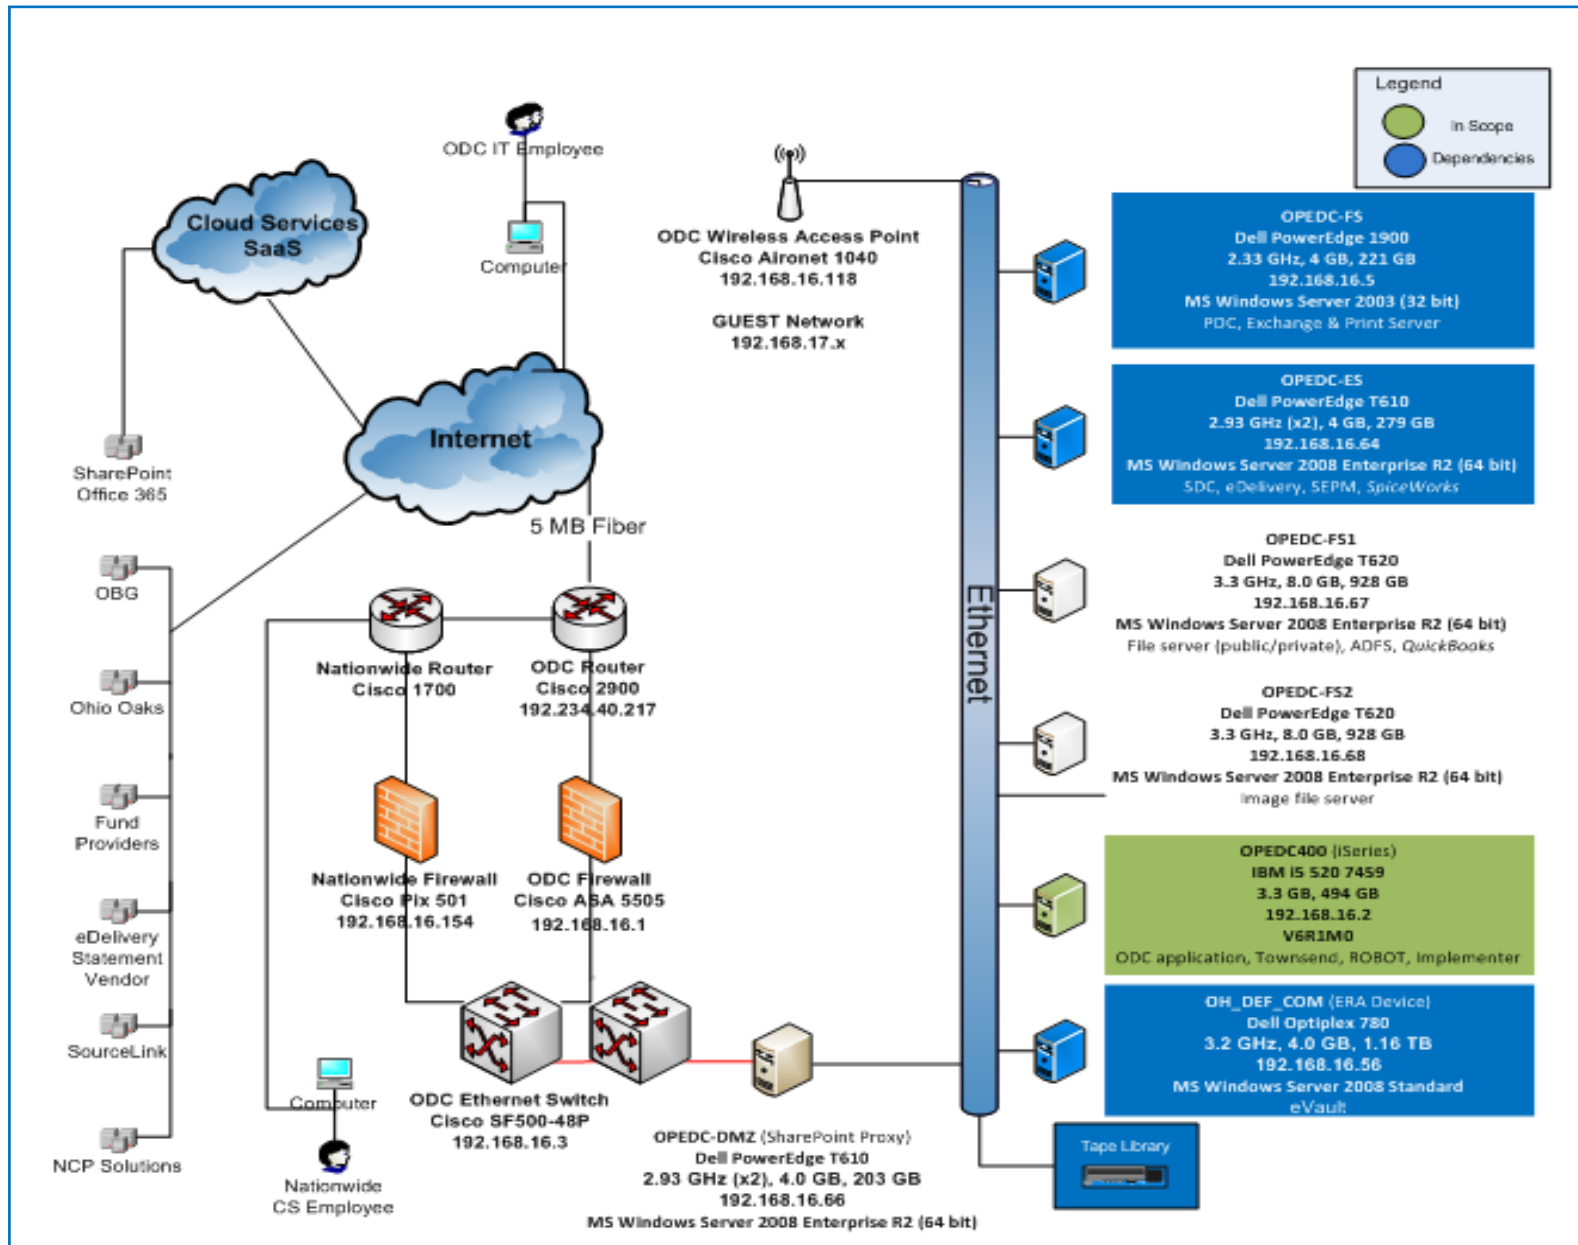 Legend
In Scope
Dependencies
ODC IT Employee
Computer
Cloud Services
SaaS
SharePoint
Office 365
Internet
5 MB Fiber
OBG
Ohio Oaks
Fund
Providers
eDelivery
Statement
Vendor
SourceLink
NCP Solutions
Nationwide Router
Cisco 1700
ODC Router
Cisco 2900
192.234.40.217
Nationwide Firewall
Cisco Pix 501
192.168.16.154
ODC Firewall
Cisco ASA 5505
192.168.16.1
Computer
Nationwide
CS Employee
ODC Ethernet Switch
Cisco SF500-48P
192.168.16.3
OPEDC-DMZ (SharePoint Proxy)
Dell PowerEdge T610
2.93 GHz (x2), 4.0 GB, 203 GB
192.168.16.66
MS Windows Server 2008 Enterprise R2 (64 bit)
ODC Wireless Access Point
Cisco Aironet 1040
192.168.16.118
GUEST Network
192.168.17.x
Ethernet
OPEDC-FS
Dell PowerEdge 1900
2.33 GHz, 4 GB, 221 GB
192.168.16.5
MS Windows Server 2003 (32 bit)
PDC, Exchange & Print Server
OPEDC-ES
Dell PowerEdge T610
2.93 GHz (x2), 4 GB, 279 GB
192.168.16.64
MS Windows Server 2008 Enterprise R2 (64 bit)
SDC, eDelivery, SEPM, SpiceWorks
OPEDC-FS1
Dell PowerEdge T620
3.3 GHz, 8.0 GB, 928 GB
192.168.16.67
MS Windows Server 2008 Enterprise R2 (64 bit)
File server (public/private), ADFS, QuickBooks
OPEDC-FS2
Dell PowerEdge T620
3.3 GHz, 8.0 GB, 928 GB
192.168.16.68
MS Windows Server 2008 Enterprise R2 (64 bit)
Image file server
OPEDC400 (iSeries)
IBM i5 520 7459
3.3 GB, 494 GB
192.168.16.2
V6R1M0
ODC application, Townsend, ROBOT, Implementer
OH_DEF_COM (ERA Device)
Dell Optiplex 780
3.2 GHz, 4.0 GB, 1.16 TB
192.168.16.56
MS Windows Server 2008 Standard
eVault
Tape Library